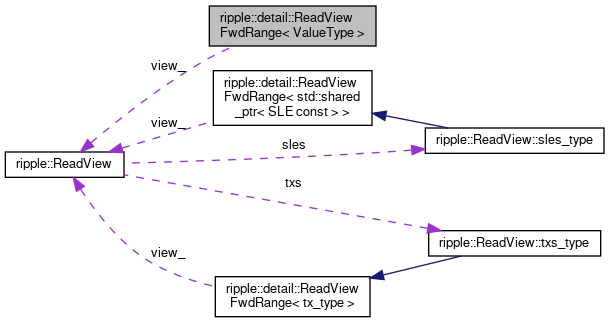 ripple::detail::ReadView
FwdRange< ValueType >
view_
ripple::detail::ReadView
FwdRange< std::shared
_ptr< SLE const > >
view_
sles
ripple::ReadView::sles_type
ripple::ReadView
txs
ripple::ReadView::txs_type
view_
ripple::detail::ReadView
FwdRange< tx_type >